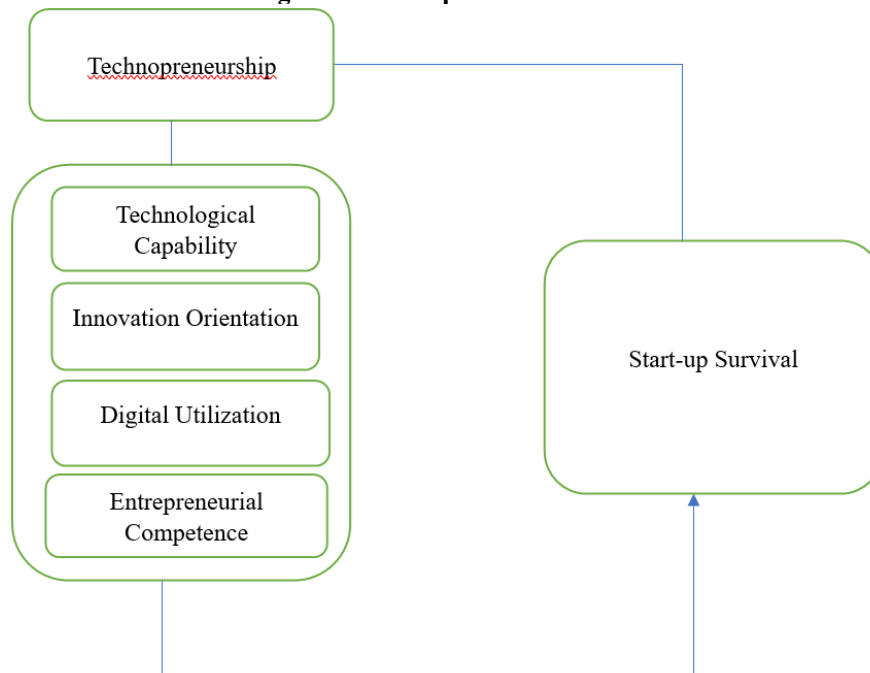 Technopreneurship
Technological
Capability
Innovation Orientation
Digital Utilization
Entrepreneurial
Competence
Start-up Survival